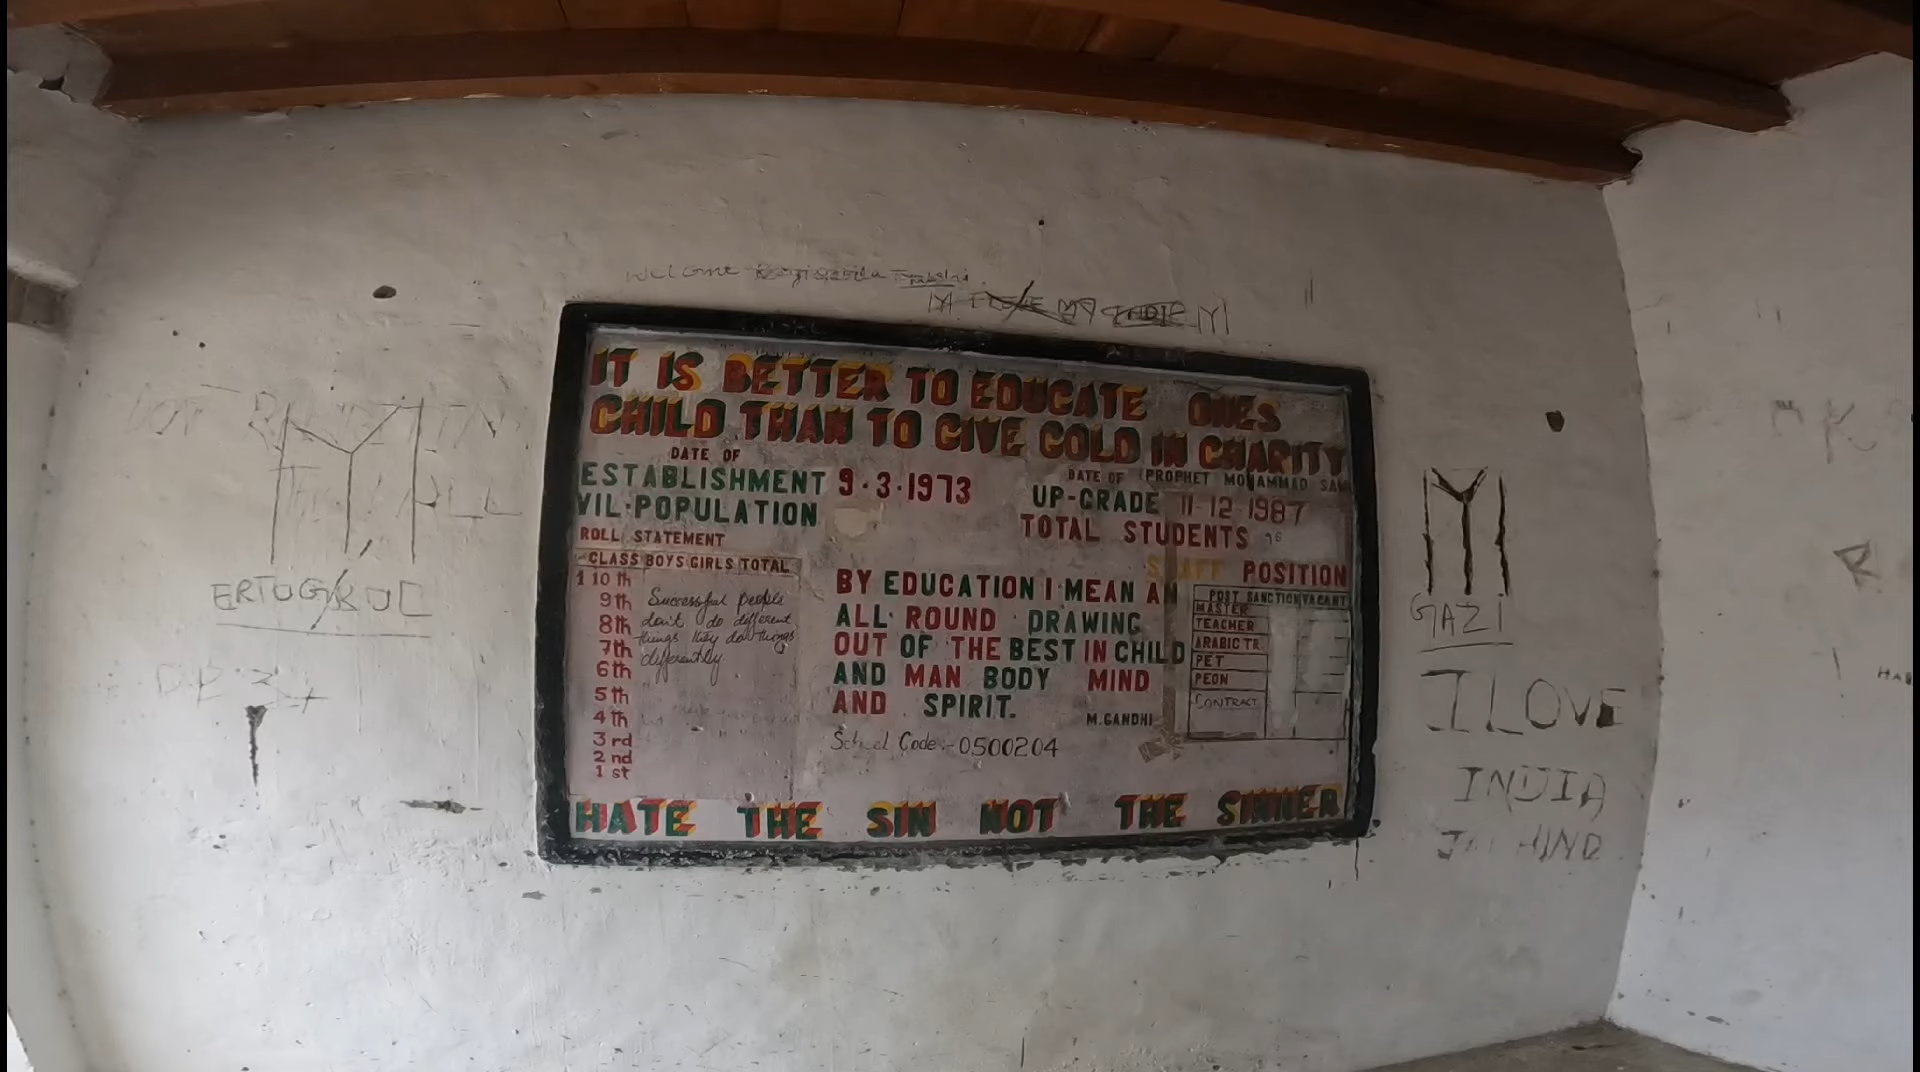 Welcome
MY INDIA
IT IS BETTER TO EDUCATE ONES
CHILD THAN TO GIVE GOLD IN CHARITY
(PROPHET MOHAMMAD SAW
DATE OF
ESTABLISHMENT 9·3·1973
DATE OF
UP-GRADE 11-12-1987
VIL·POPULATION
TOTAL STUDENTS
ROLL STATEMENT
CLASS BOYS GIRLS TOTAL
10 th
9th
8th
7th
6th
5th
4th
3rd
2nd
1st
Successful people
don't do different
things they do things
differently
BY EDUCATION I·MEAN AN
ALL· ROUND · DRAWING
OUT OF THE BEST IN CHILD
AND MAN BODY MIND
AND SPIRIT.
M.GANDHI
School Code:-0500204
STAFF POSITION
POST SANCTION VACANT
MASTER
TEACHER
ARABIC TR.
PET
PEON
CONTRACT
HATE THE SIN NOT THE SINNER
ERTUGRUL
GAZI
I LOVE
INDIA
JAI HIND